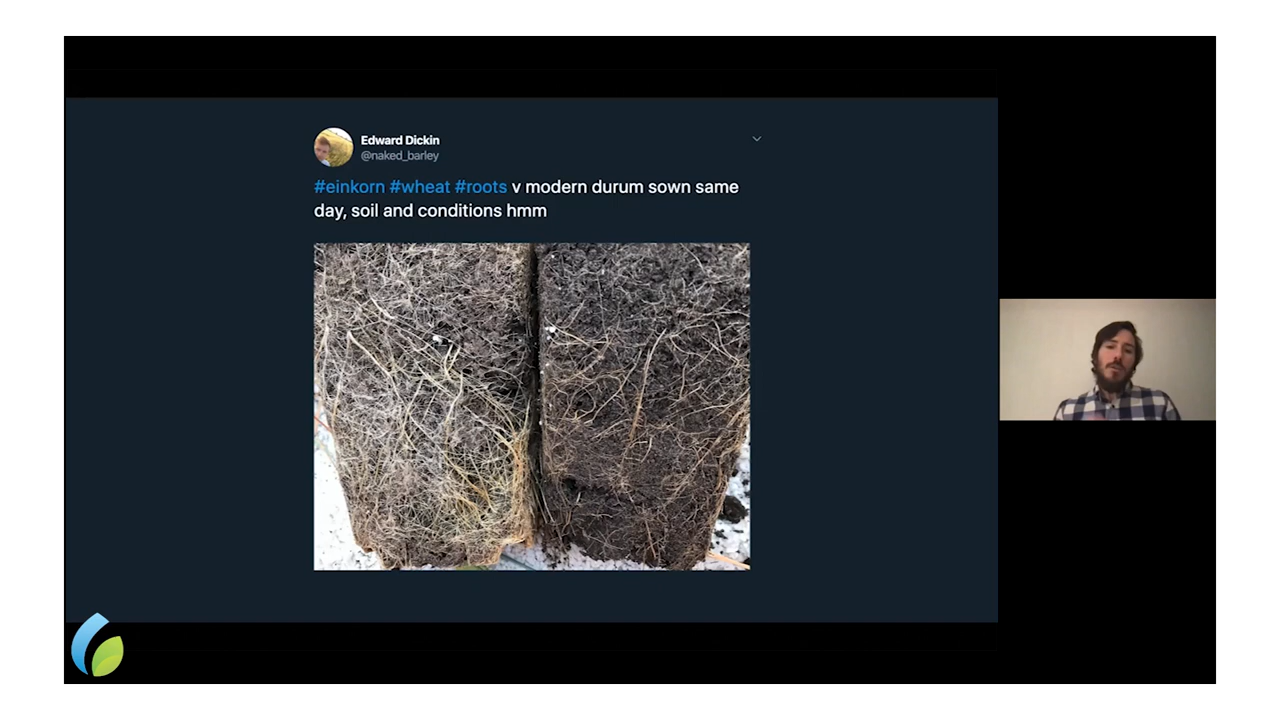 Edward Dickin
@naked_barley
#einkorn #wheat #roots v modern durum sown same
day, soil and conditions hmm